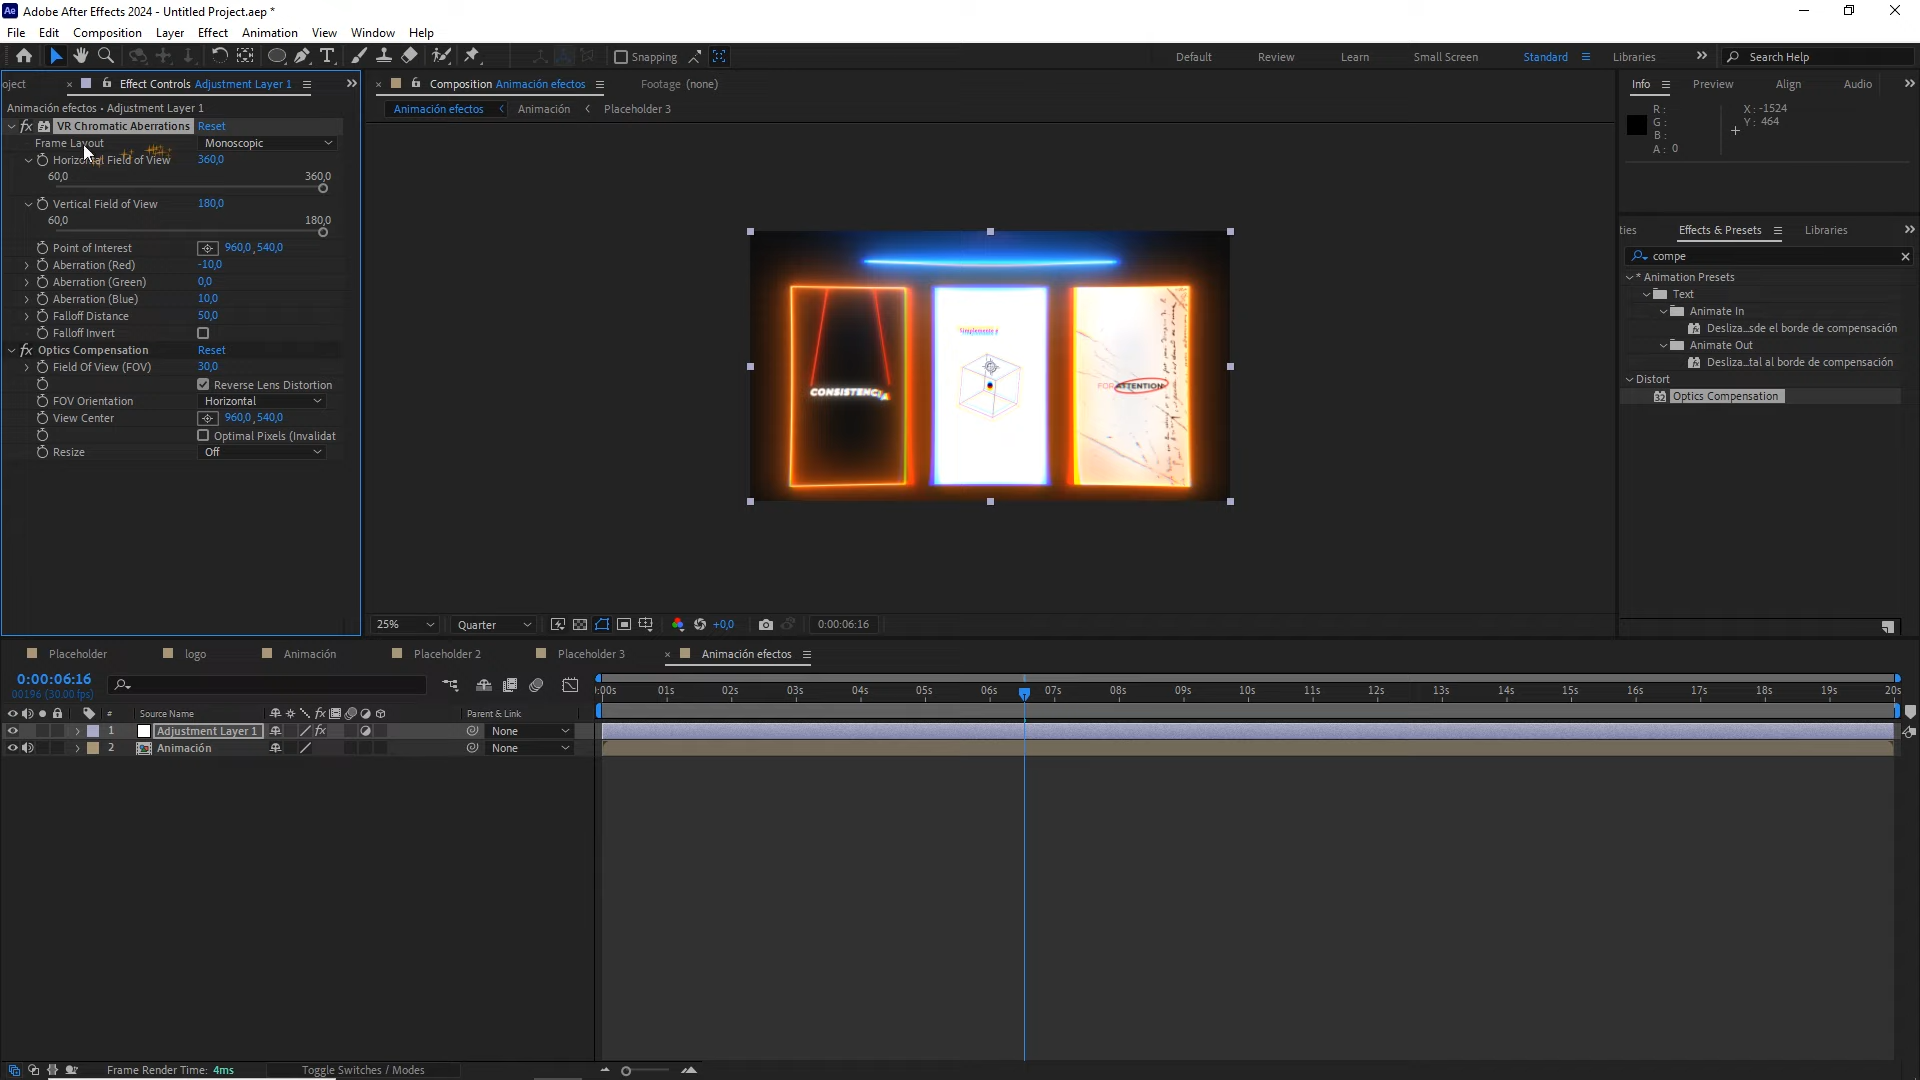 Adobe After Effects 2024 - Untitled Project.aep *
File Edit Composition Layer Effect Animation View Window Help
Snapping Default Review Learn Small Screen Standard Libraries Search Help
oject Effect Controls Adjustment Layer 1
Animación efectos • Adjustment Layer 1
fx VR Chromatic Aberrations Reset
Frame Layout Monoscopic
Horizontal Field of View 360,0
60,0 360,0
Vertical Field of View 180,0
60,0 180,0
Point of Interest 960,0, 540,0
Aberration (Red) -10,0
Aberration (Green) 0,0
Aberration (Blue) 10,0
Falloff Distance 50,0
Falloff Invert
fx Optics Compensation Reset
Field Of View (FOV) 30,0
Reverse Lens Distortion
FOV Orientation Horizontal
View Center 960,0, 540,0
Optimal Pixels (Invalidat
Resize Off
Composition Animación efectos Footage (none)
Animación efectos Animación Placeholder 3
CONSISTENCIA
FOR ATTENTION
25% Quarter +0,0 0:00:06:16
Info Preview Align Audio
R: X: -1524
G: Y: 464
B:
A: 0
ties Effects & Presets Libraries
compe
* Animation Presets
Text
Animate In
Desliza...sde el borde de compensación
Animate Out
Desliza...tal al borde de compensación
Distort
32 Optics Compensation
Placeholder logo Animación Placeholder 2 Placeholder 3 Animación efectos
0:00:06:16
00196 (30.00 fps)
:00s 01s 02s 03s 04s 05s 06s 07s 08s 09s 10s 11s 12s 13s 14s 15s 16s 17s 18s 19s 20s
# Source Name fx Parent & Link
1 Adjustment Layer 1 fx None
2 Animación None
Frame Render Time: 4ms Toggle Switches / Modes